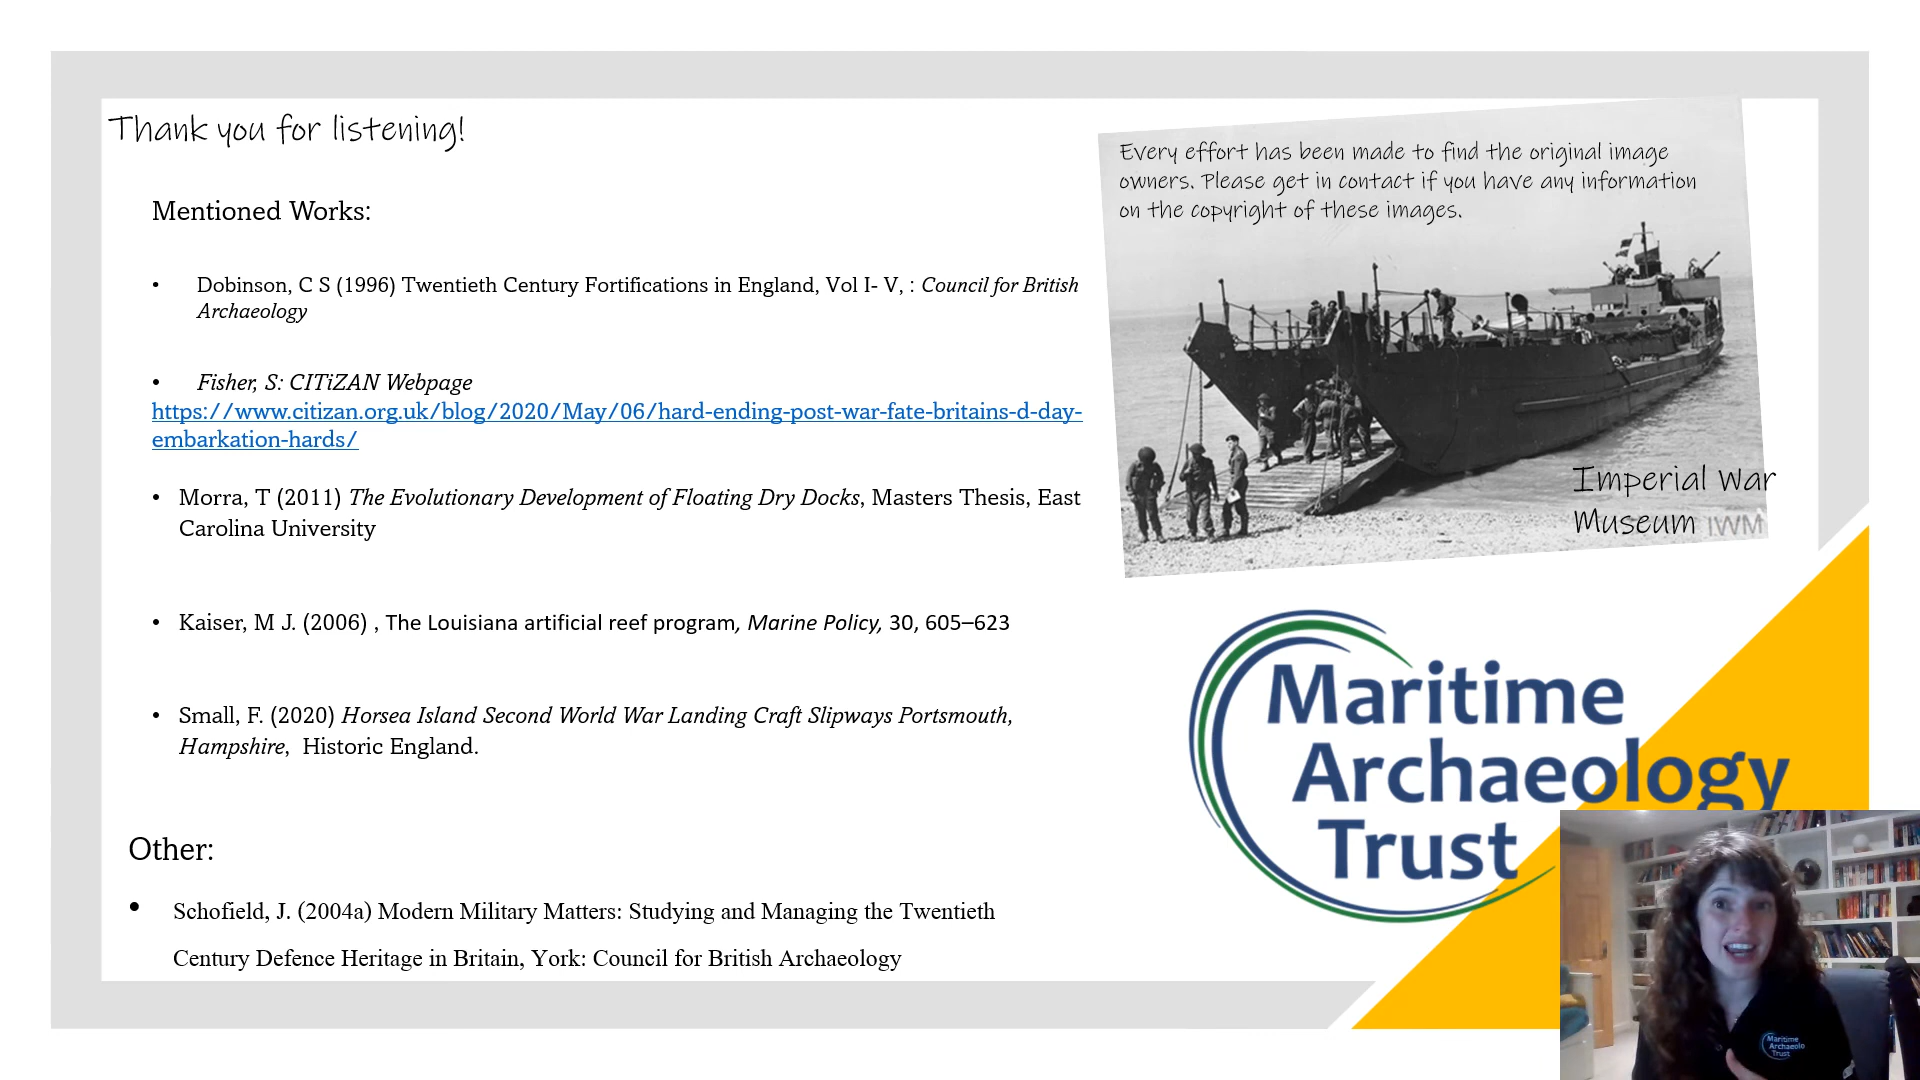 Thank you for listening!
Mentioned Works:
• Dobinson, C S (1996) Twentieth Century Fortifications in England, Vol I- V, : Council for British
Archaeology
• Fisher, S: CITiZAN Webpage
https://www.citizan.org.uk/blog/2020/May/06/hard-ending-post-war-fate-britains-d-day-
embarkation-hards/
• Morra, T (2011) The Evolutionary Development of Floating Dry Docks, Masters Thesis, East
Carolina University
• Kaiser, M J. (2006) , The Louisiana artificial reef program, Marine Policy, 30, 605–623
• Small, F. (2020) Horsea Island Second World War Landing Craft Slipways Portsmouth,
Hampshire, Historic England.
Other:
• Schofield, J. (2004a) Modern Military Matters: Studying and Managing the Twentieth
Century Defence Heritage in Britain, York: Council for British Archaeology
Every effort has been made to find the original image
owners. Please get in contact if you have any information
on the copyright of these images.
Imperial War
Museum
IWM
Maritime
Archaeology
Trust
Maritime
Archaeolo
Trust